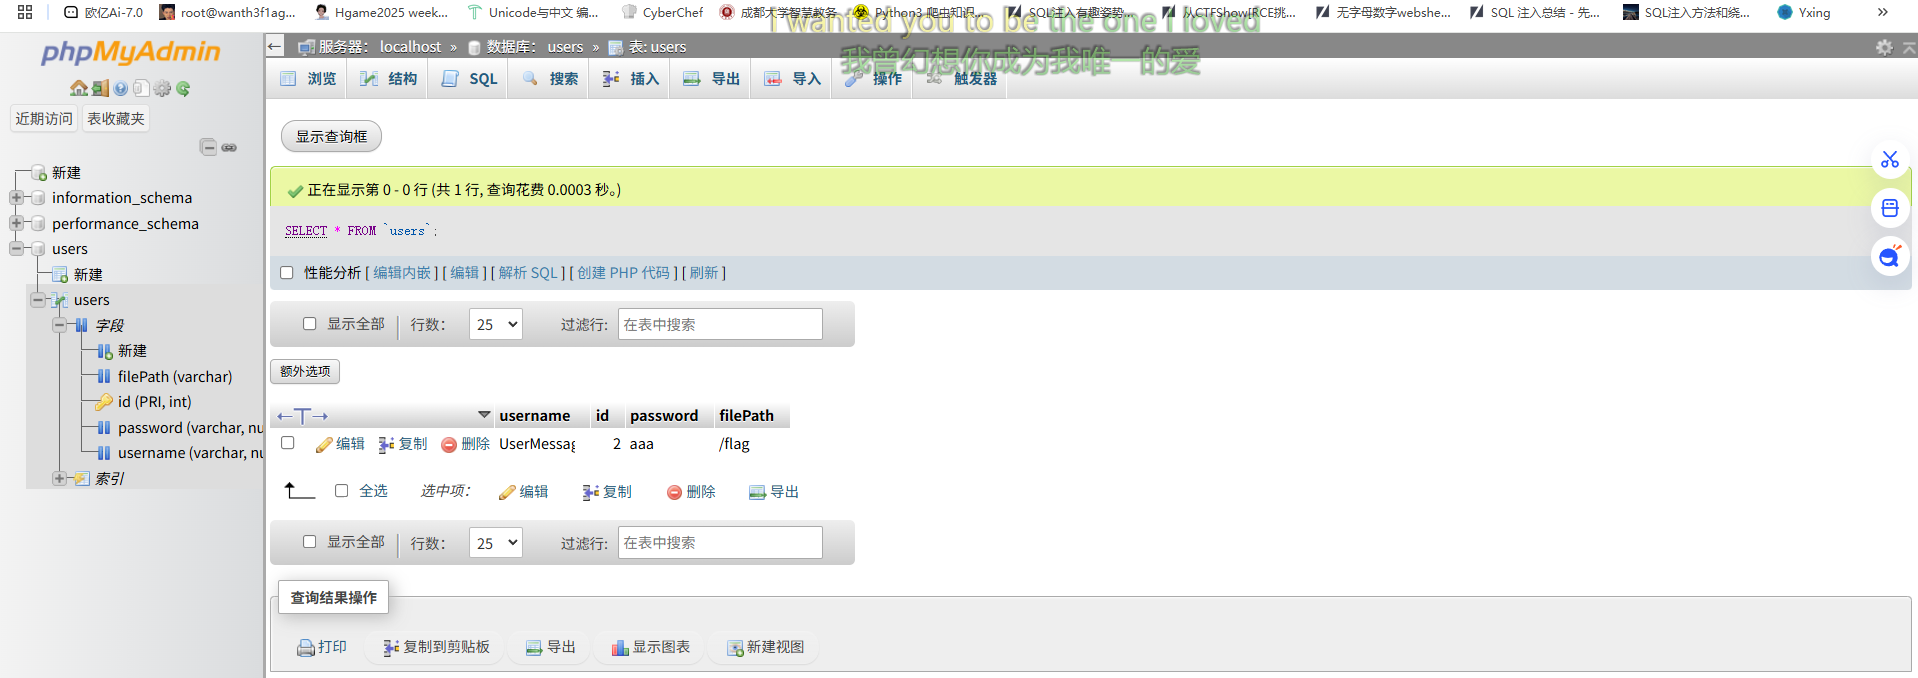 欧亿Ai-7.0 root@wanth3f1ag... Hgame2025 week... Unicode与中文 编... CyberChef 成都大学智慧教务... Python3 爬虫知识... SQL注入有趣姿势... 从CTFShow[RCE挑... 无字母数字webshe... SQL 注入总结 - 先... SQL注入方法和绕... Yxing »
I wanted you to be the one I loved
我曾幻想你成为我唯一的爱
phpMyAdmin
近期访问 表收藏夹
新建
information_schema
performance_schema
users
新建
users
字段
新建
filePath (varchar)
id (PRI, int)
password (varchar, nu
username (varchar, nu
索引
← 服务器: localhost » 数据库: users » 表: users
浏览 结构 SQL 搜索 插入 导出 导入 操作 触发器
显示查询框
正在显示第 0 - 0 行 (共 1 行, 查询花费 0.0003 秒。)
SELECT * FROM `users`;
性能分析 [ 编辑内嵌 ] [ 编辑 ] [ 解析 SQL ] [ 创建 PHP 代码 ] [ 刷新 ]
显示全部 行数: 25 过滤行: 在表中搜索
额外选项
←T→ username id password filePath
编辑 复制 删除 UserMessag 2 aaa /flag
全选 选中项: 编辑 复制 删除 导出
显示全部 行数: 25 过滤行: 在表中搜索
查询结果操作
打印 复制到剪贴板 导出 显示图表 新建视图